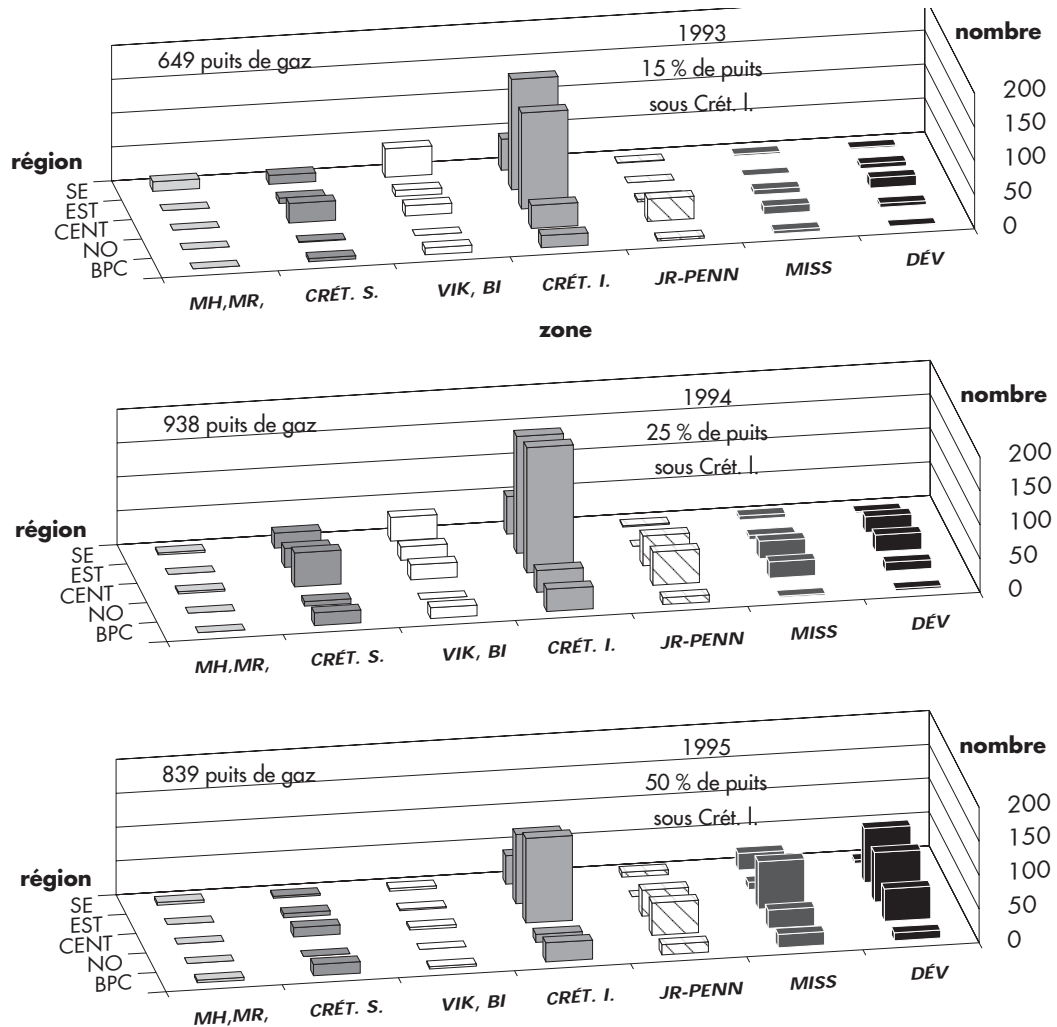 1993
nombre
649 puits de gaz
15 % de puits
sous Crét. I.
200
150
100
50
0
région
SE
EST
CENT
NO
BPC
MH,MR,
CRÉT. S.
VIK, BI
CRÉT. I.
JR-PENN
MISS
DÉV
zone
1994
nombre
938 puits de gaz
25 % de puits
sous Crét. I.
200
150
100
50
0
région
SE
EST
CENT
NO
BPC
MH,MR,
CRÉT. S.
VIK, BI
CRÉT. I.
JR-PENN
MISS
DÉV
1995
nombre
839 puits de gaz
50 % de puits
sous Crét. I.
200
150
100
50
0
région
SE
EST
CENT
NO
BPC
MH,MR,
CRÉT. S.
VIK, BI
CRÉT. I.
JR-PENN
MISS
DÉV